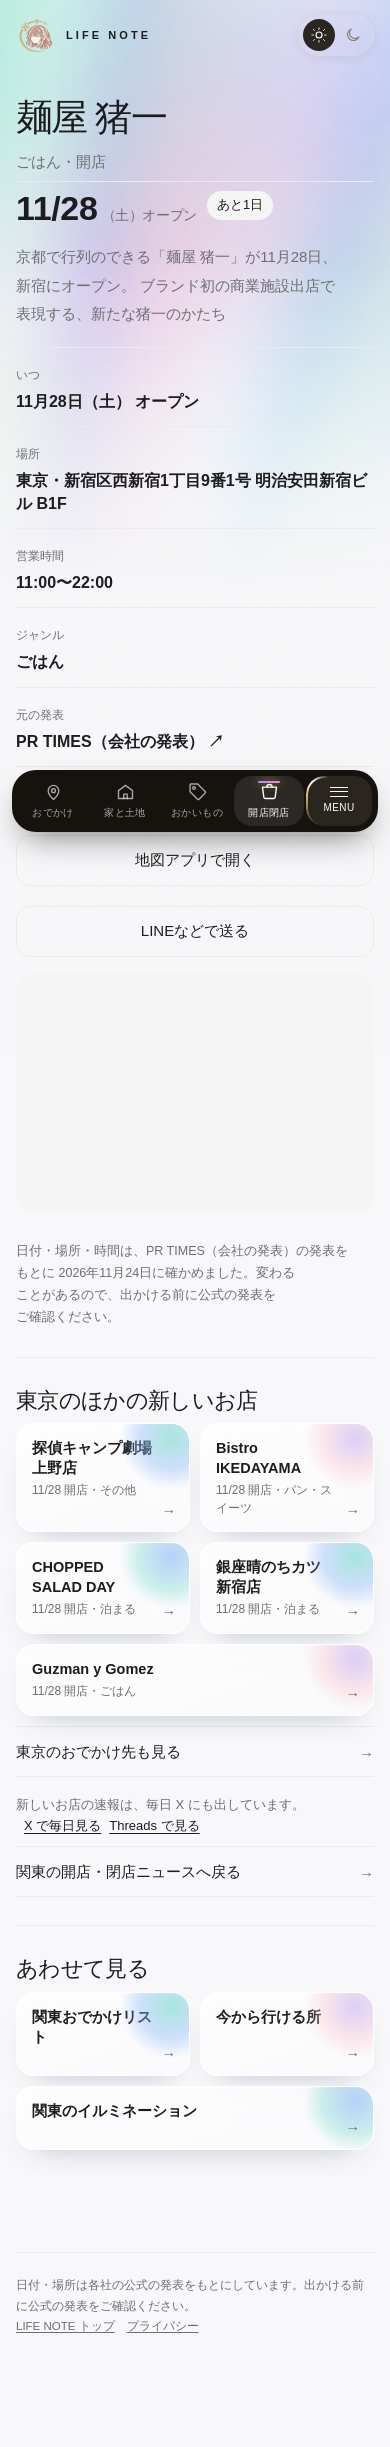 LIFE NOTE
麺屋 猪一
ごはん・開店
11/28 （土）オープン あと1日
京都で行列のできる「麺屋 猪一」が11月28日、
新宿にオープン。 ブランド初の商業施設出店で
表現する、新たな猪一のかたち
いつ
11月28日（土） オープン
場所
東京・新宿区西新宿1丁目9番1号 明治安田新宿ビ
ル B1F
営業時間
11:00〜22:00
ジャンル
ごはん
元の発表
PR TIMES（会社の発表） ↗
おでかけ 家と土地 おかいもの 開店閉店 MENU
地図アプリで開く
LINEなどで送る
日付・場所・時間は、PR TIMES（会社の発表）の発表を
もとに 2026年11月24日に確かめました。変わる
ことがあるので、出かける前に公式の発表を
ご確認ください。
東京のほかの新しいお店
探偵キャンプ劇場
上野店
11/28 開店・その他
→
Bistro
IKEDAYAMA
11/28 開店・パン・ス
イーツ
→
CHOPPED
SALAD DAY
11/28 開店・泊まる
→
銀座晴のちカツ
新宿店
11/28 開店・泊まる
→
Guzman y Gomez
11/28 開店・ごはん
→
東京のおでかけ先も見る →
新しいお店の速報は、毎日 X にも出しています。
X で毎日見る Threads で見る
関東の開店・閉店ニュースへ戻る →
あわせて見る
関東おでかけリス
ト
→
今から行ける所
→
関東のイルミネーション
→
日付・場所は各社の公式の発表をもとにしています。出かける前
に公式の発表をご確認ください。
LIFE NOTE トップ プライバシー